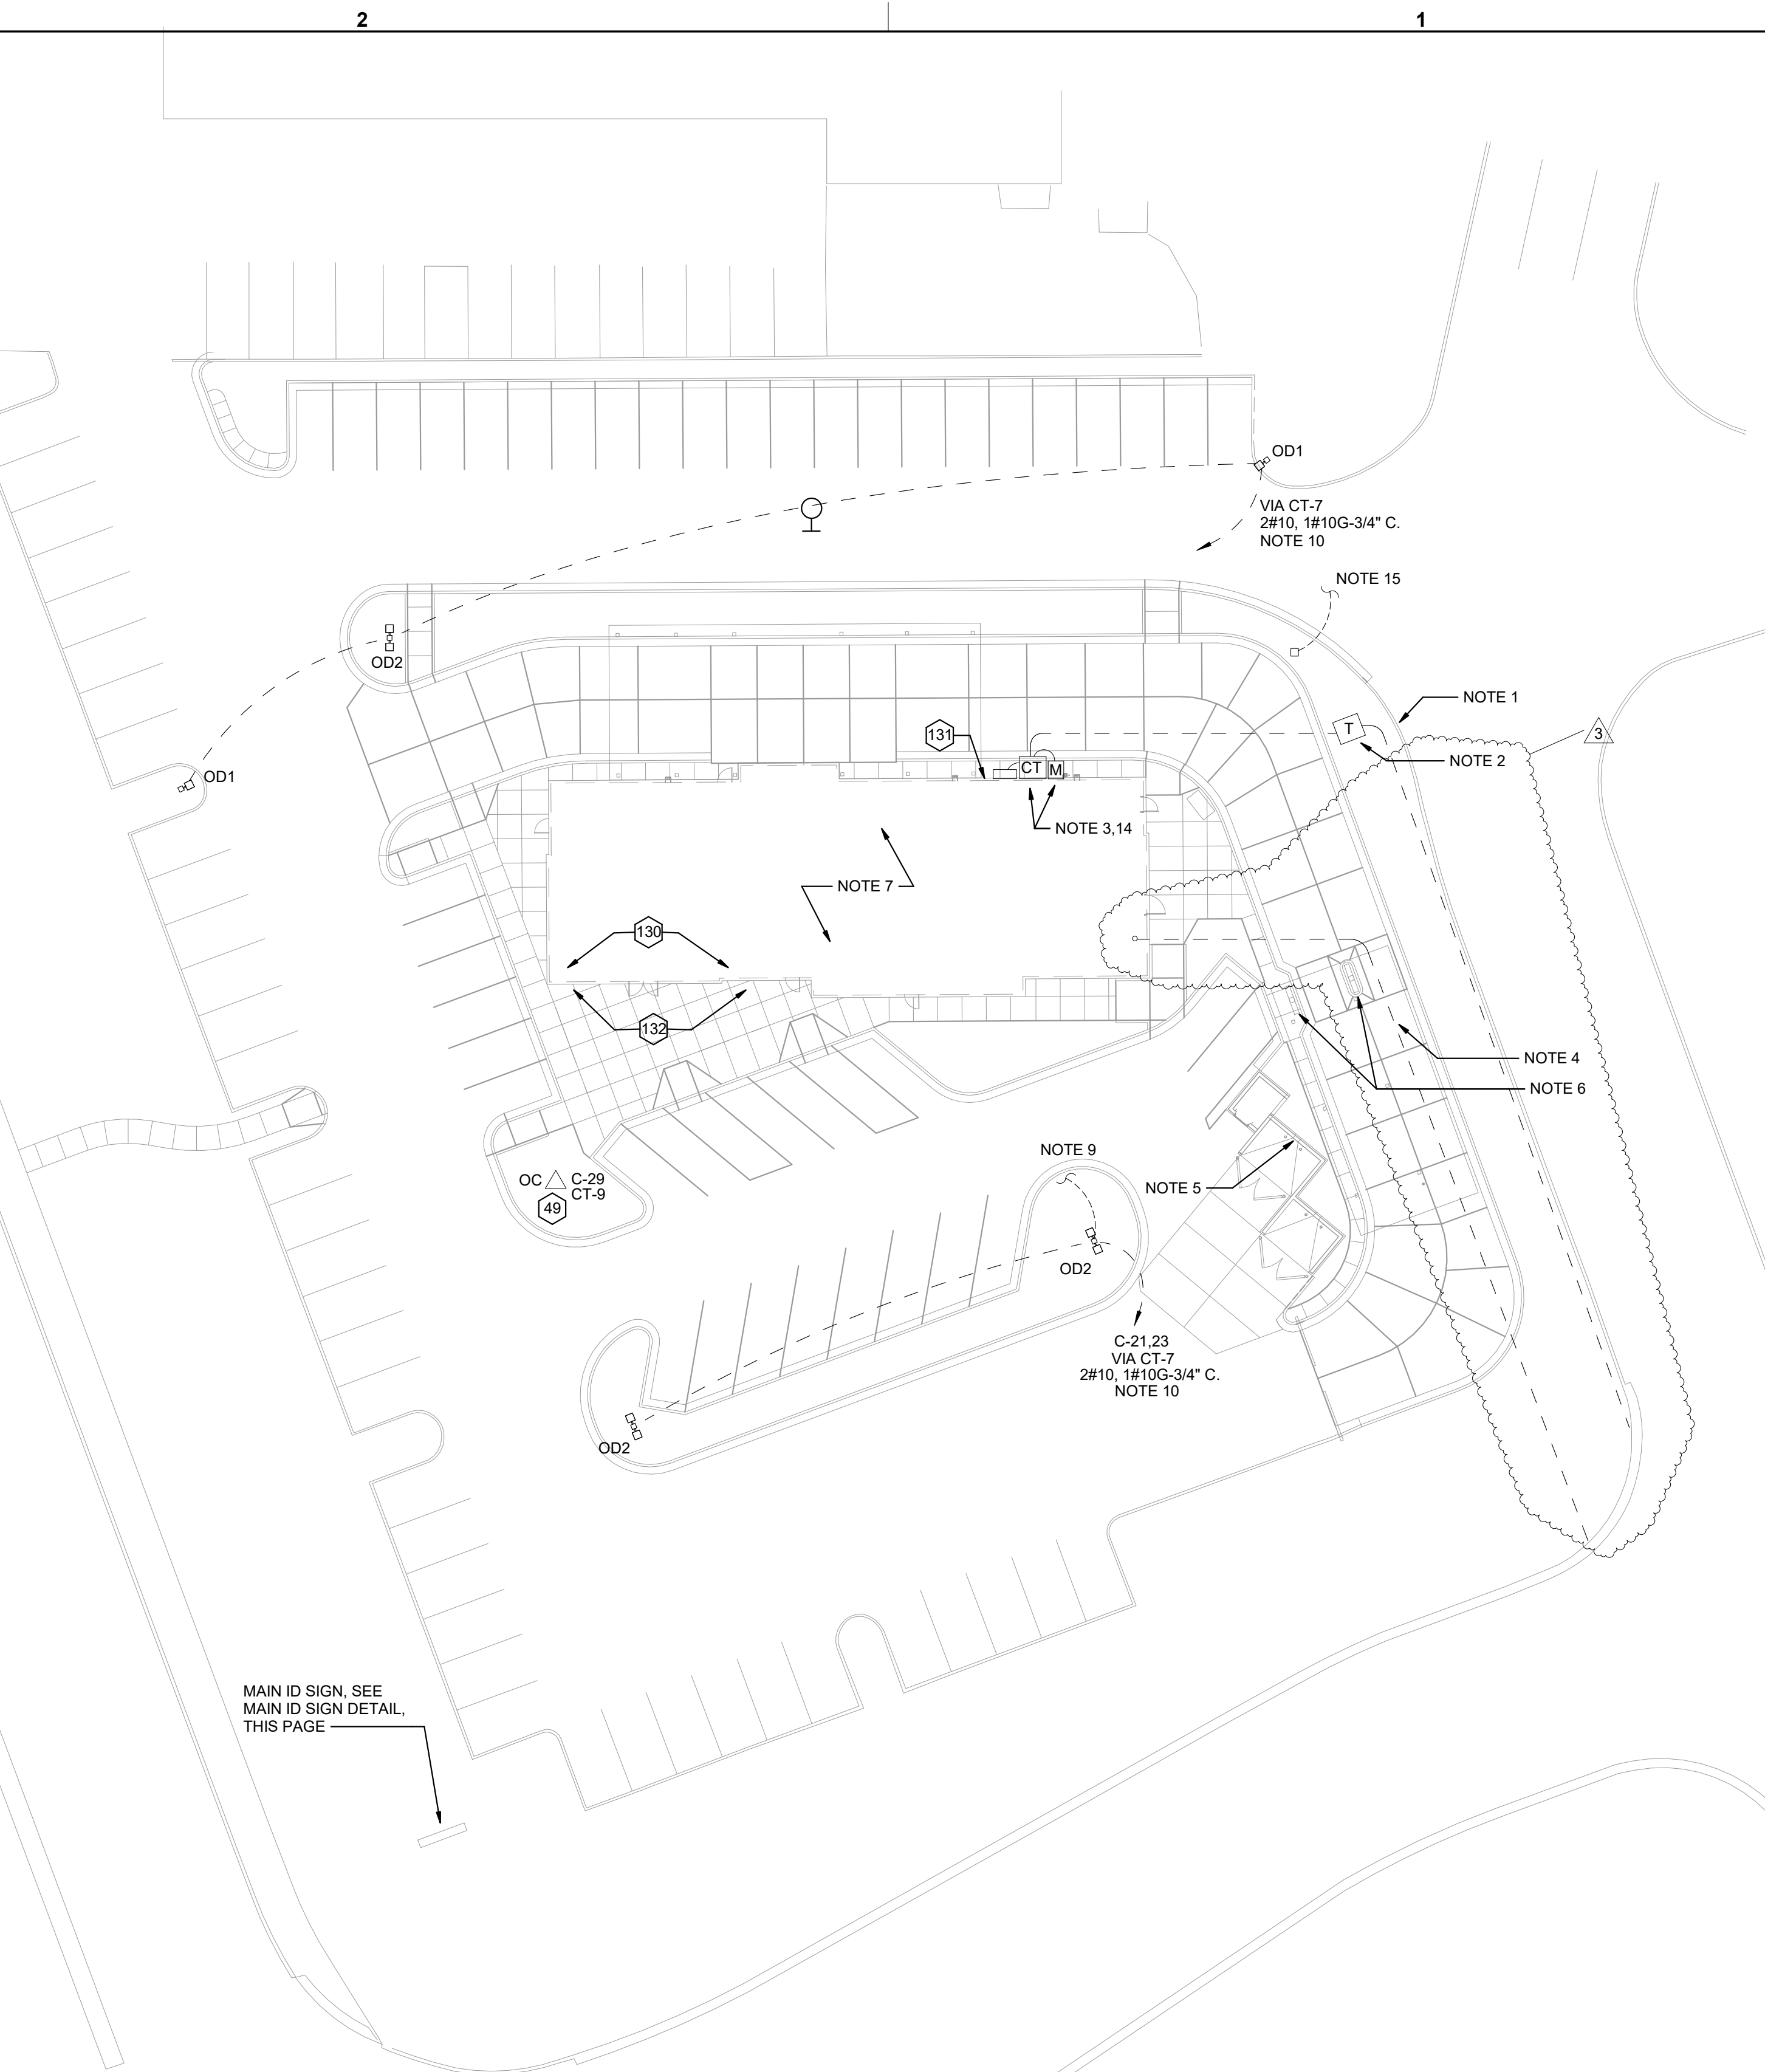 2
1
OD1
VIA CT-7
2#10, 1#10G-3/4" C.
NOTE 10
NOTE 15
OD2
NOTE 1
T
3
131
NOTE 2
CT
M
OD1
NOTE 3,14
NOTE 7
130
132
NOTE 4
NOTE 6
NOTE 9
OC
C-29
CT-9
49
NOTE 5
OD2
C-21,23
VIA CT-7
2#10, 1#10G-3/4" C.
NOTE 10
OD2
MAIN ID SIGN, SEE
MAIN ID SIGN DETAIL,
THIS PAGE